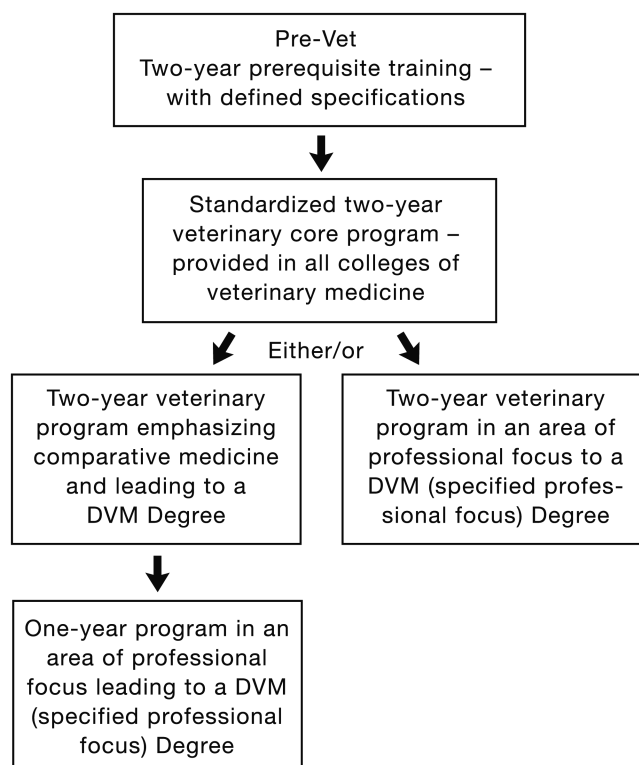 Pre-Vet
Two-year prerequisite training –
with defined specifications
Standardized two-year
veterinary core program –
provided in all colleges of
veterinary medicine
Either/or
Two-year veterinary
program emphasizing
comparative medicine
and leading to a
DVM Degree
Two-year veterinary
program in an area of
professional focus to a
DVM (specified profes-
sional focus) Degree
One-year program in an
area of professional
focus leading to a DVM
(specified professional
focus) Degree